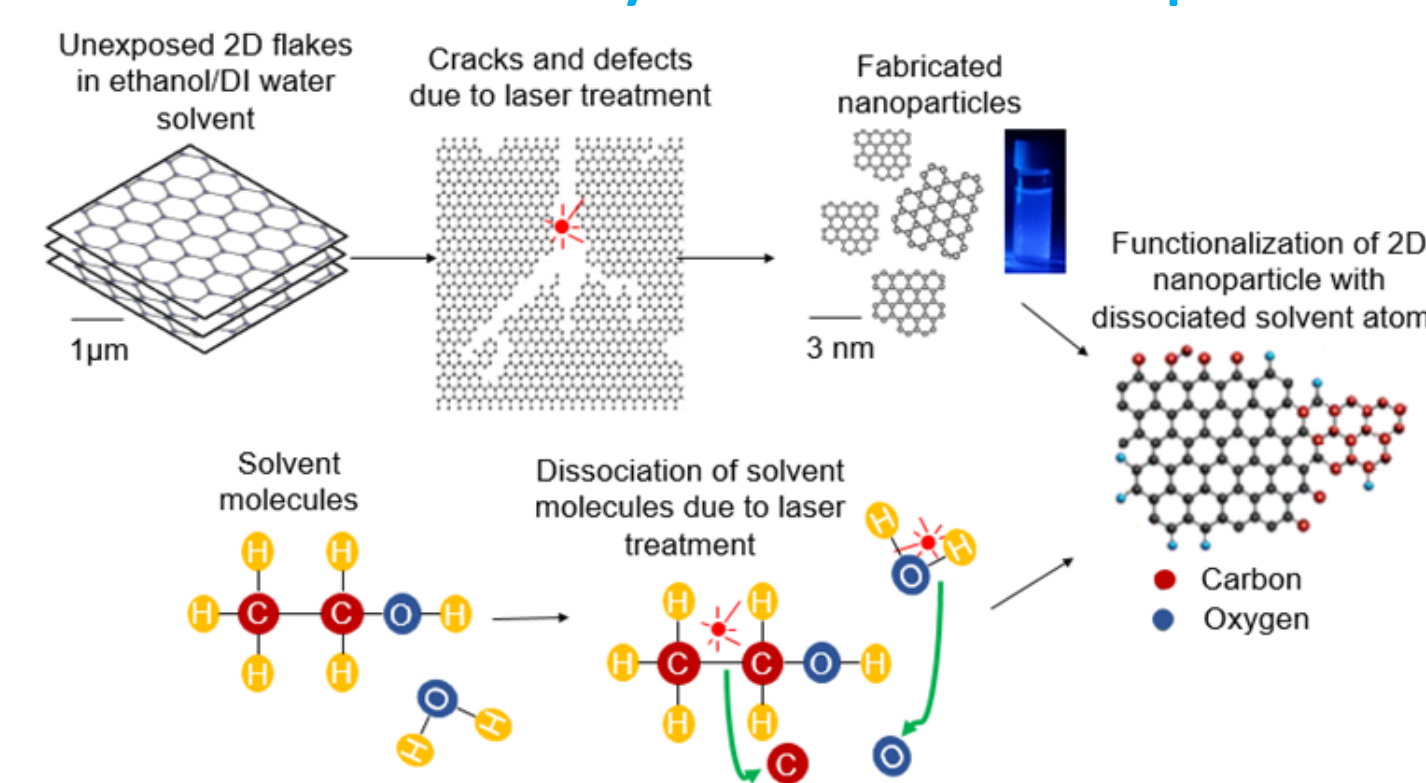 Unexposed 2D flakes
in ethanol/DI water
solvent
1µm
Cracks and defects
due to laser treatment
Fabricated
nanoparticles
3 nm
Functionalization of 2D
nanoparticle with
dissociated solvent atom
Carbon
Oxygen
Solvent
molecules
H H
H C C O H
H H
O
H H
Dissociation of solvent
molecules due to laser
treatment
H H
O
H H
H C C O H
H H
C O